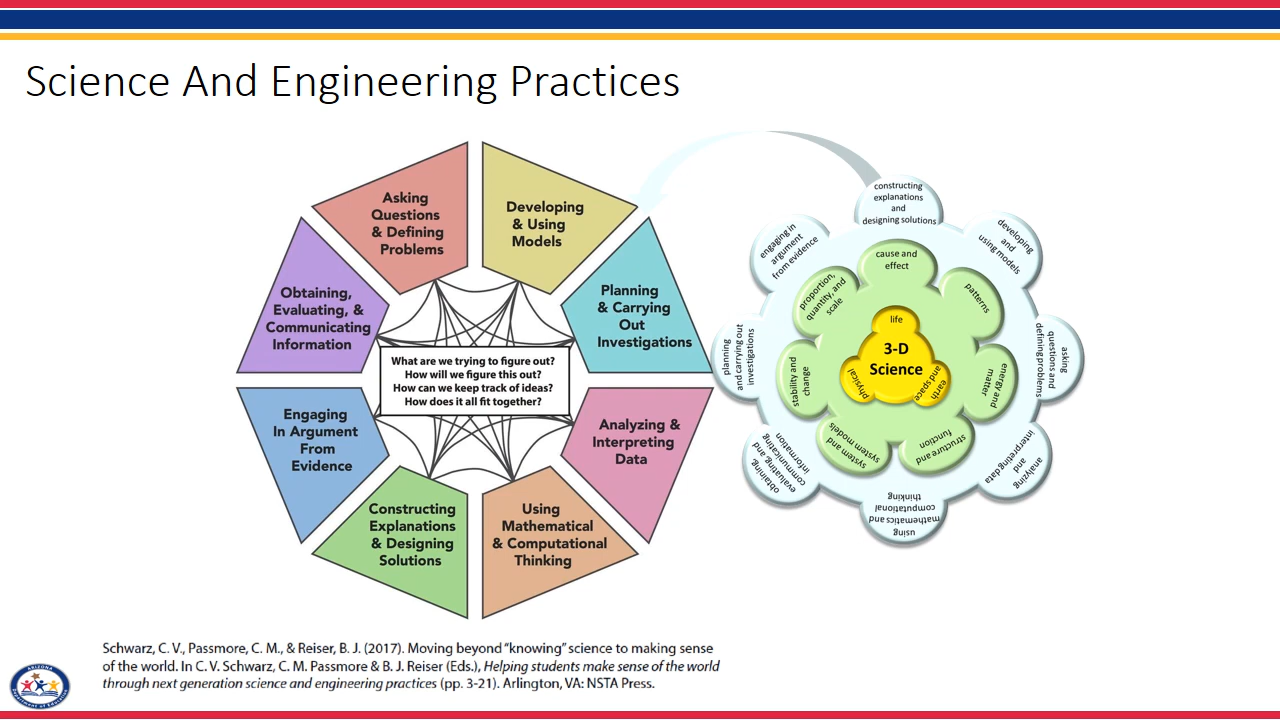 Science And Engineering Practices
Asking
Questions
& Defining
Problems
Developing
& Using
Models
Planning
& Carrying
Out
Investigations
Analyzing &
Interpreting
Data
Using
Mathematical
& Computational
Thinking
Constructing
Explanations
& Designing
Solutions
Engaging
In Argument
From
Evidence
Obtaining,
Evaluating, &
Communicating
Information
What are we trying to figure out?
How will we figure this out?
How can we keep track of ideas?
How does it all fit together?
constructing
explanations
and
designing solutions
developing
and
using models
asking
questions and
defining problems
analyzing
and
interpreting data
using
mathematics and
computational
thinking
obtaining,
evaluating, and
communicating
information
planning
and carrying out
investigations
engaging in
argument
from evidence
cause and
effect
patterns
energy and
matter
structure and
function
system and
system models
stability and
change
proportion,
quantity, and
scale
life
earth
and space
physical
3-D
Science
Schwarz, C. V., Passmore, C. M., & Reiser, B. J. (2017). Moving beyond “knowing” science to making sense
of the world. In C. V. Schwarz, C. M. Passmore & B. J. Reiser (Eds.), Helping students make sense of the world
through next generation science and engineering practices (pp. 3-21). Arlington, VA: NSTA Press.
ARIZONA
Department of Education